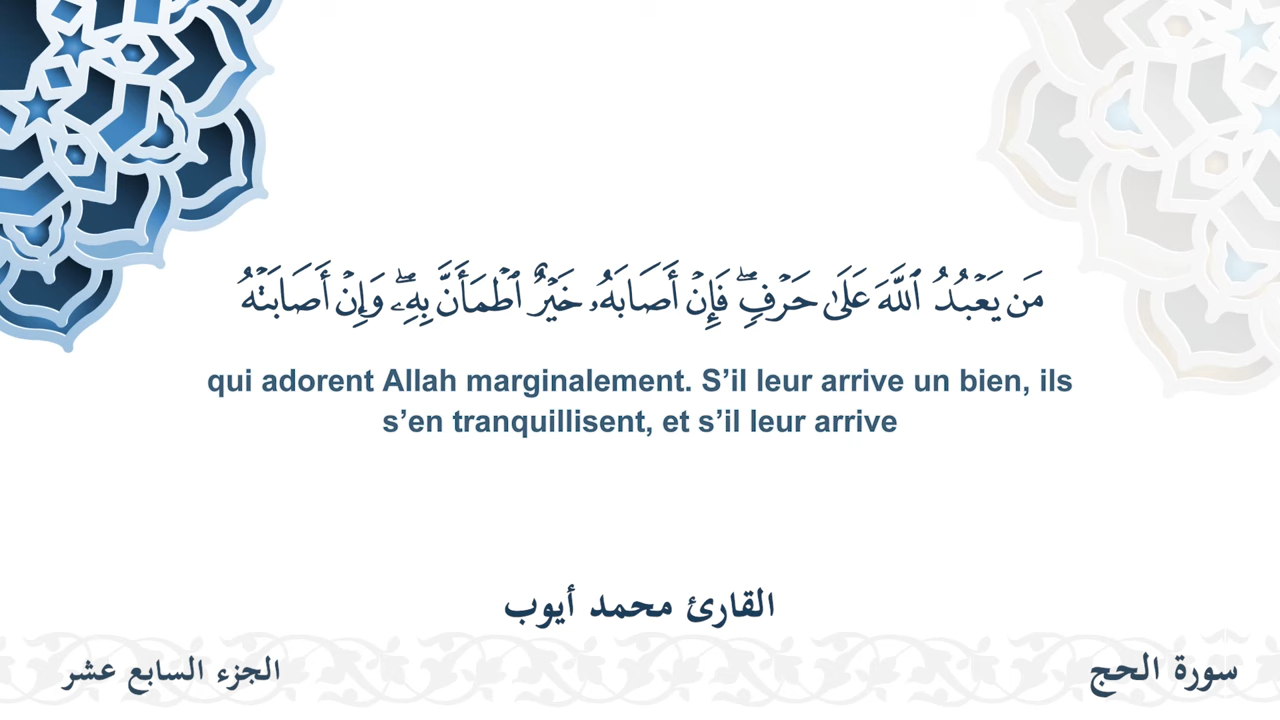 مَن يَعْبُدُ ٱللَّهَ عَلَىٰ حَرْفٍۖ فَإِنْ أَصَابَهُۥ خَيْرٌ ٱطْمَأَنَّ بِهِۦۖ وَإِنْ أَصَابَتْهُ
qui adorent Allah marginalement. S’il leur arrive un bien, ils
s’en tranquillisent, et s’il leur arrive
القارئ محمد أيوب
سورة الحج
الجزء السابع عشر